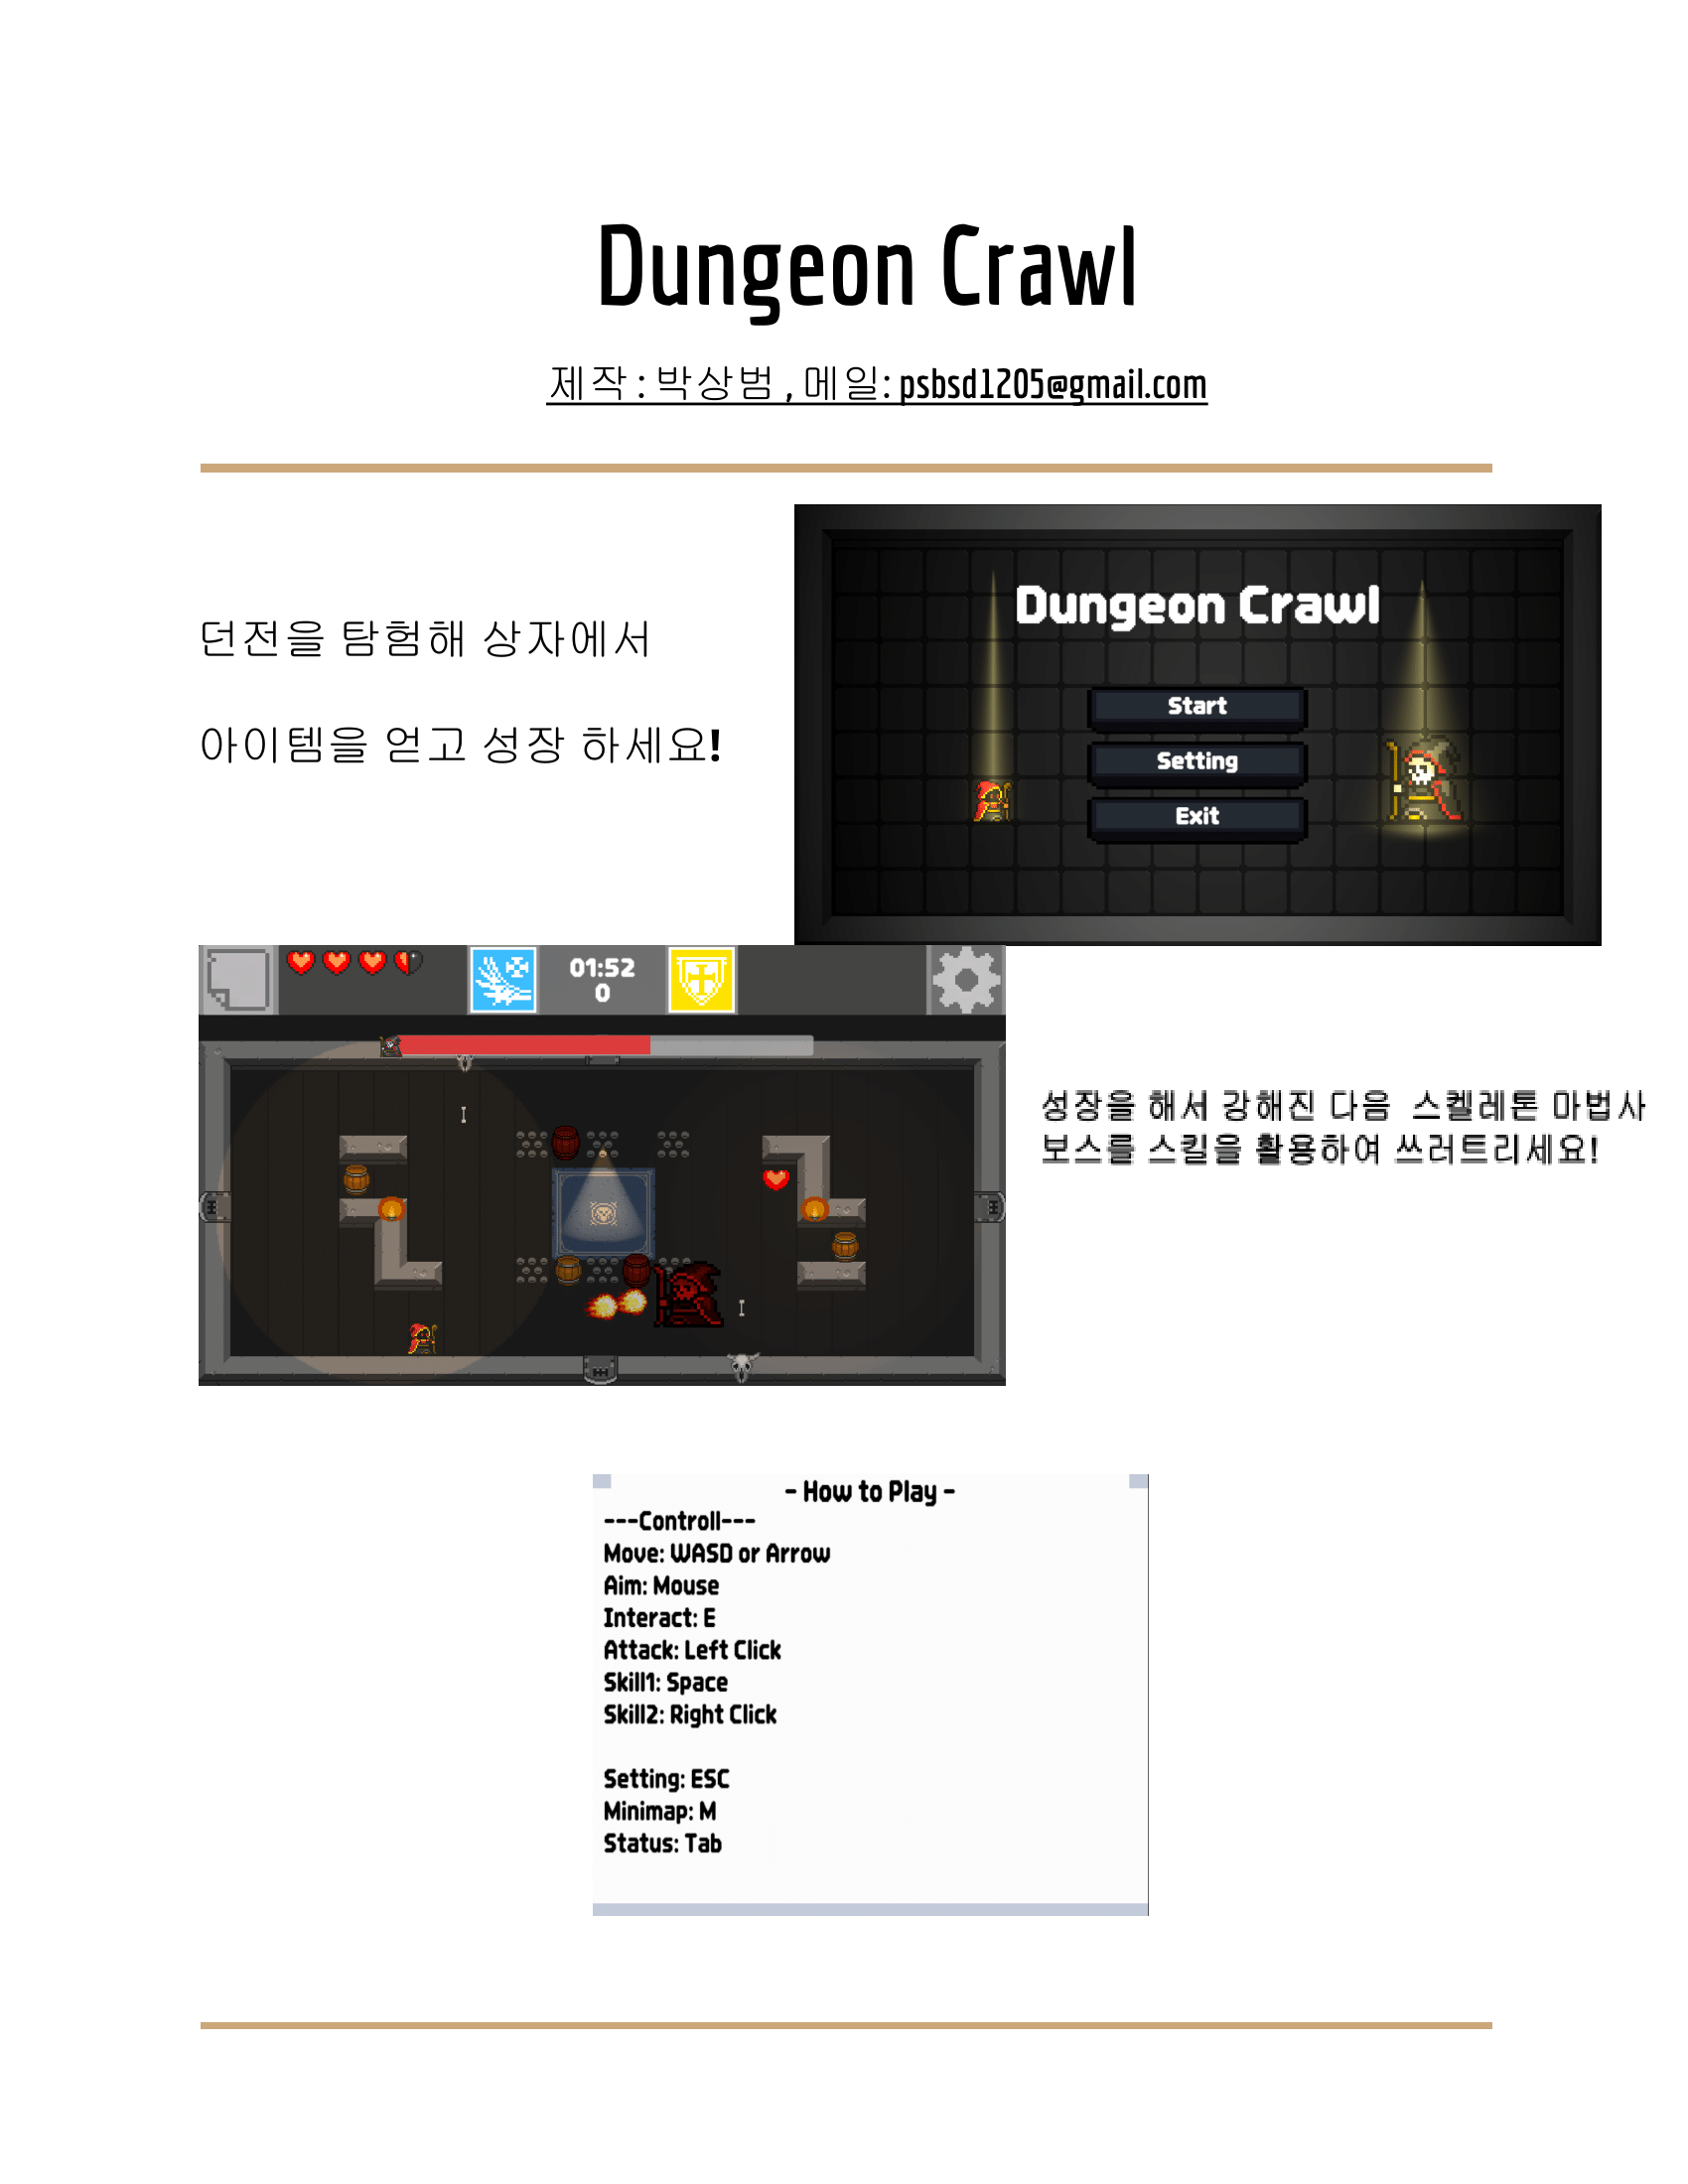 Dungeon Crawl
제작 : 박상범 , 메일: psbsd1205@gmail.com
던전을 탐험해 상자에서
아이템을 얻고 성장 하세요!
Dungeon Crawl
Start
Setting
Exit
01:52
0
성장을 해서 강해진 다음 스켈레톤 마법사
보스를 스킬을 활용하여 쓰러트리세요!
- How to Play -
---Controll---
Move: WASD or Arrow
Aim: Mouse
Interact: E
Attack: Left Click
Skill1: Space
Skill2: Right Click
Setting: ESC
Minimap: M
Status: Tab